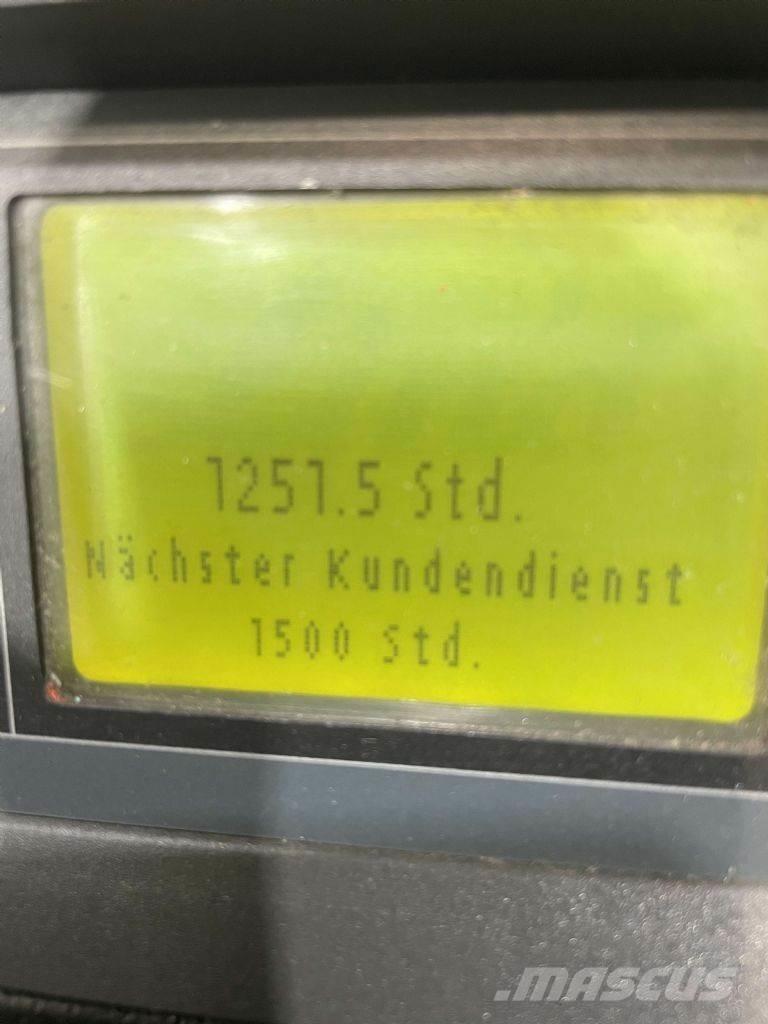 1251.5 Std.
Nächster Kundendienst
1500 Std.
MASCUS